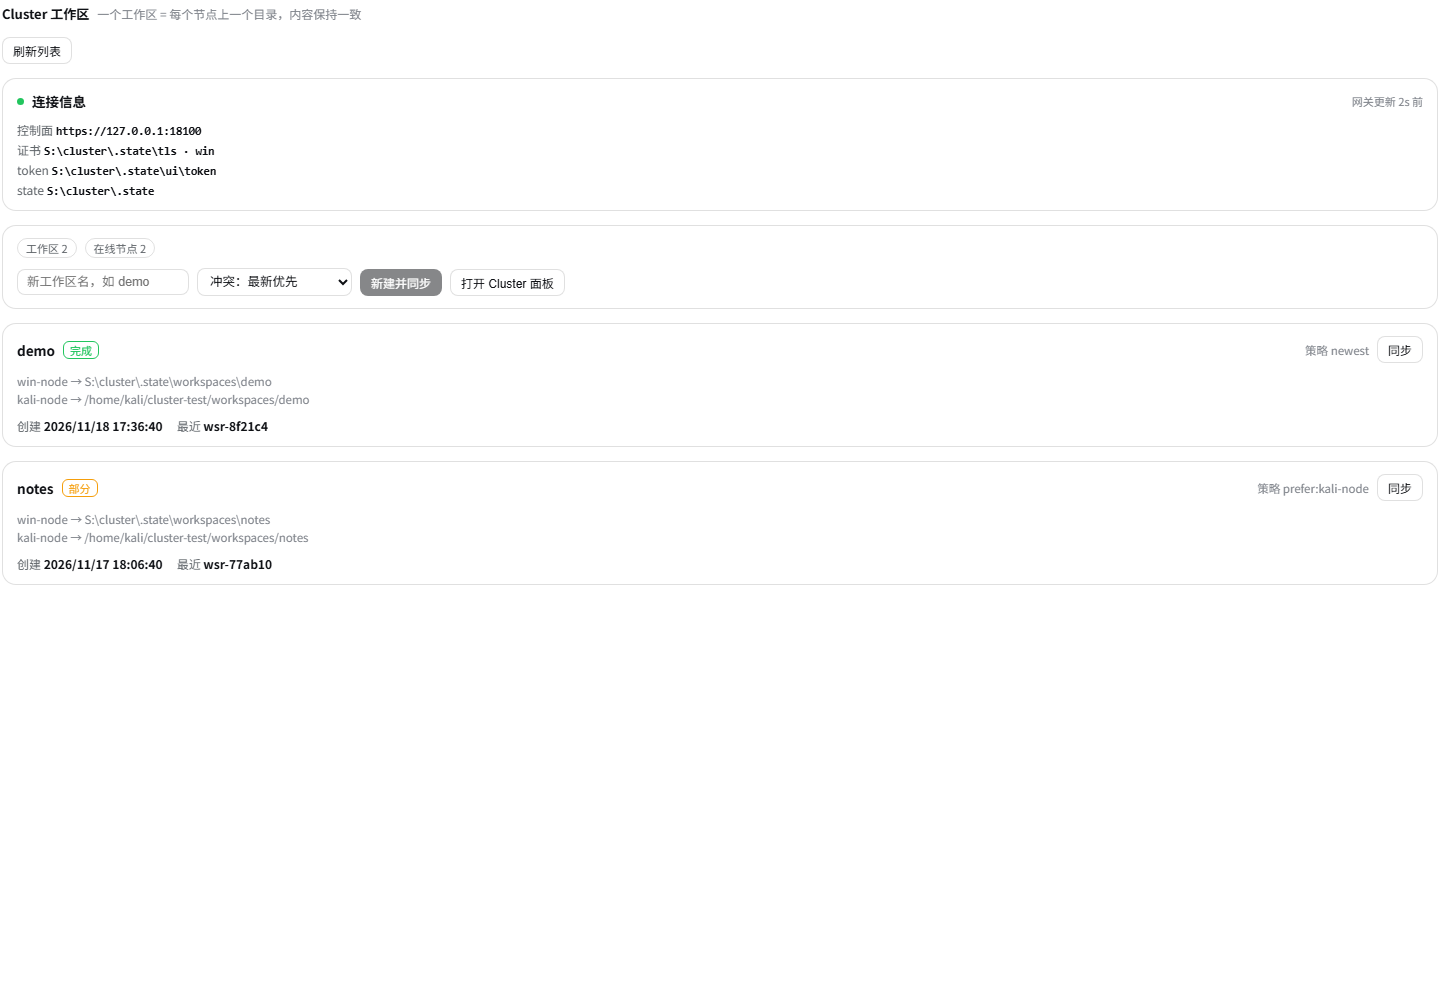 Cluster 工作区 一个工作区 = 每个节点上一个目录，内容保持一致
刷新列表
连接信息 网关更新 2s 前
控制面 https://127.0.0.1:18100
证书 S:\cluster\.state\tls · win
token S:\cluster\.state\ui\token
state S:\cluster\.state
工作区 2 在线节点 2
新工作区名，如 demo 冲突：最新优先 新建并同步 打开 Cluster 面板
demo 完成 策略 newest 同步
win-node → S:\cluster\.state\workspaces\demo
kali-node → /home/kali/cluster-test/workspaces/demo
创建 2026/11/18 17:36:40 最近 wsr-8f21c4
notes 部分 策略 prefer:kali-node 同步
win-node → S:\cluster\.state\workspaces\notes
kali-node → /home/kali/cluster-test/workspaces/notes
创建 2026/11/17 18:06:40 最近 wsr-77ab10